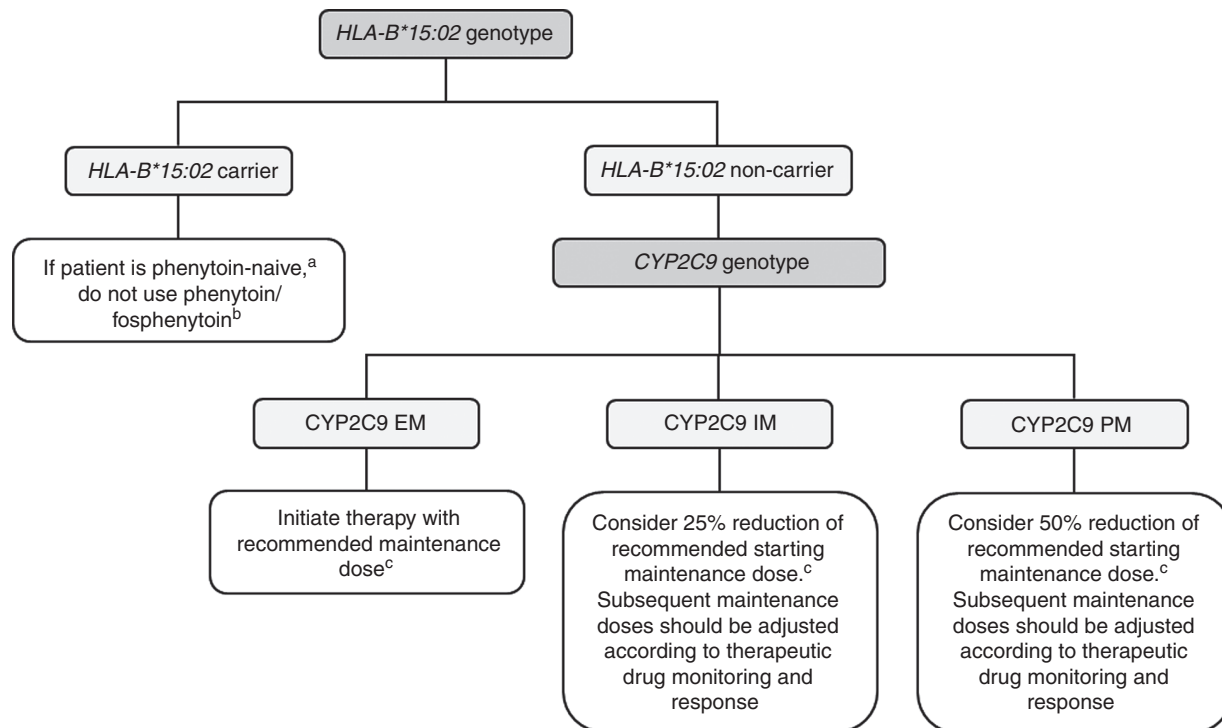 HLA-B*15:02 genotype
HLA-B*15:02 carrier
HLA-B*15:02 non-carrier
If patient is phenytoin-naive,a
do not use phenytoin/
fosphenytoinb
CYP2C9 genotype
CYP2C9 EM
CYP2C9 IM
CYP2C9 PM
Initiate therapy with
recommended maintenance
dosec
Consider 25% reduction of
recommended starting
maintenance dose.c
Subsequent maintenance
doses should be adjusted
according to therapeutic
drug monitoring and
response
Consider 50% reduction of
recommended starting
maintenance dose.c
Subsequent maintenance
doses should be adjusted
according to therapeutic
drug monitoring and
response